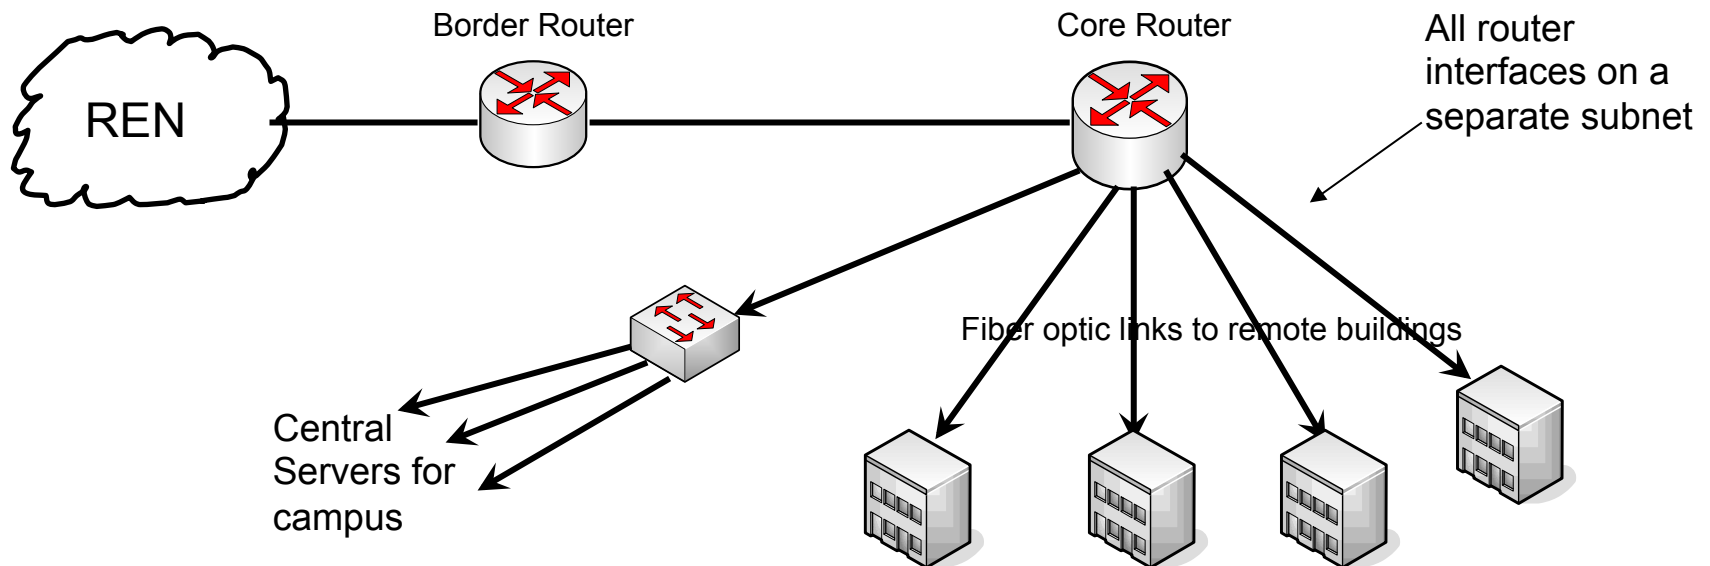 Border Router
Core Router
All router
interfaces on a
separate subnet
REN
Fiber optic links to remote buildings
Central
Servers for
campus